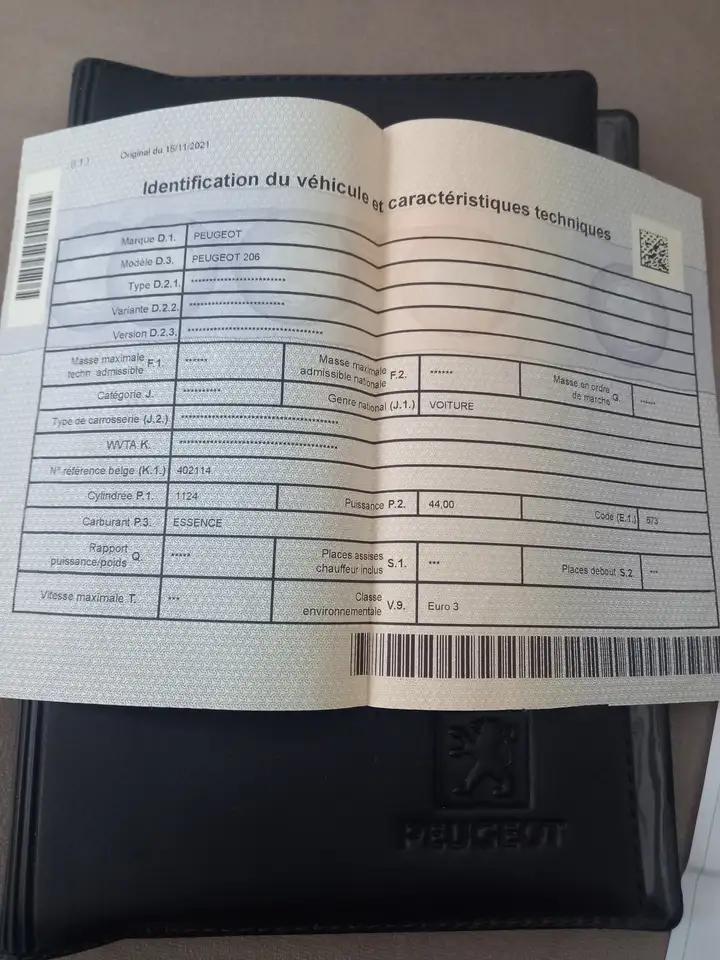 (I.1.) Original du 15/11/2021
Identification du véhicule et caractéristiques techniques
Marque D.1. PEUGEOT
Modèle D.3. PEUGEOT 206
Type D.2.1. ************************
Variante D.2.2. ************************
Version D.2.3. ***********************************
Masse maximale techn. admissible F.1. ****** Masse maximale admissible nationale F.2. ****** Masse en ordre de marche G. ******
Catégorie J. ********** Genre national (J.1.) VOITURE
Type de carrosserie (J.2.) ****************************************
WVTA K. ****************************************
N° référence belge (K.1.) 402114
Cylindrée P.1. 1124 Puissance P.2. 44,00 Code (E.1.) 673
Carburant P.3. ESSENCE
Rapport puissance/poids Q. ***** Places assises chauffeur inclus S.1. *** Places debout S.2. ***
Vitesse maximale T. *** Classe environnementale V.9. Euro 3
PEUGEOT